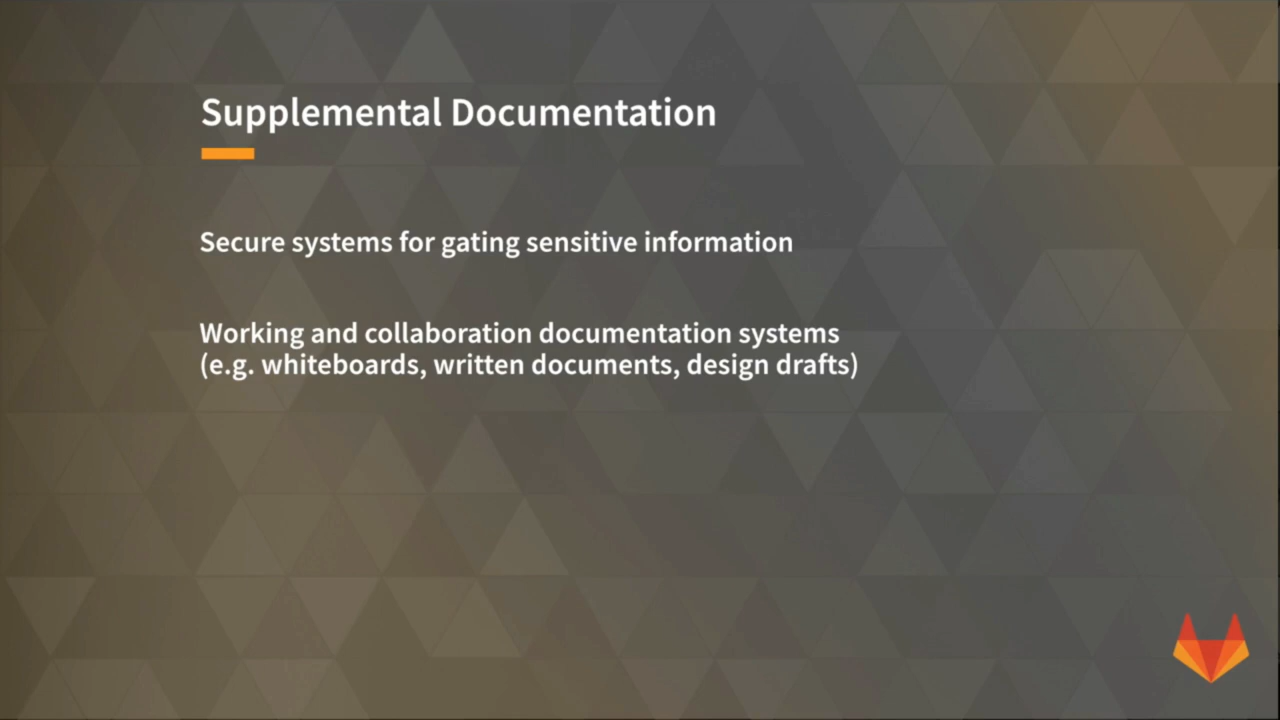 Supplemental Documentation
Secure systems for gating sensitive information
Working and collaboration documentation systems
(e.g. whiteboards, written documents, design drafts)